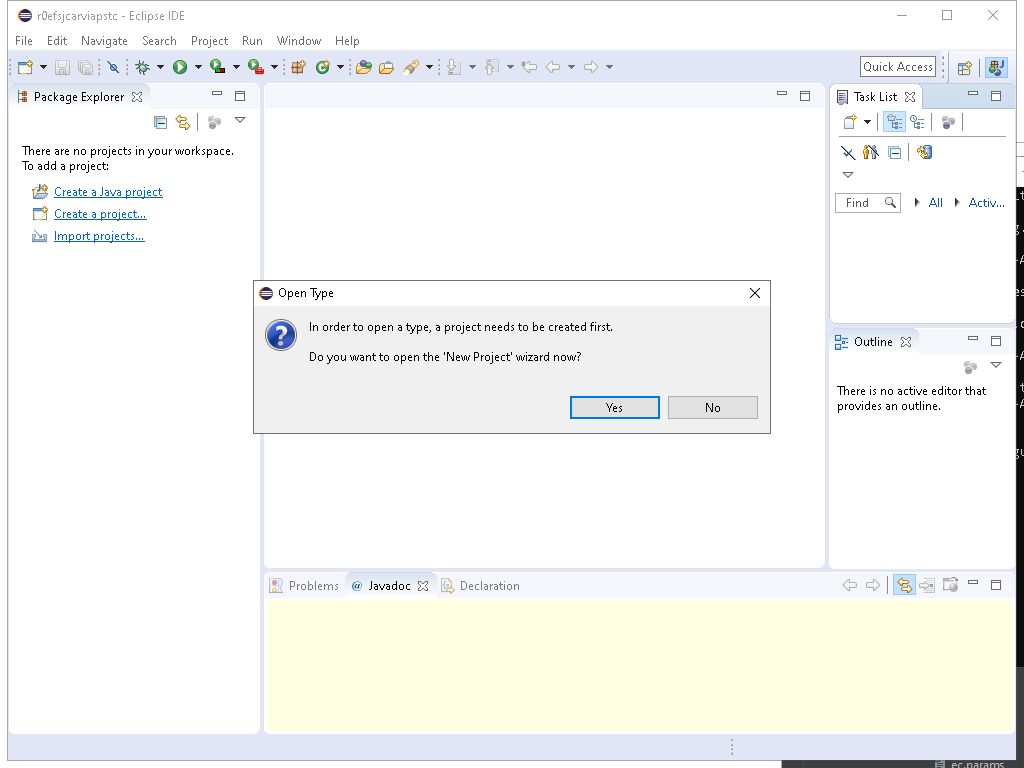 r0efsjcarviapstc - Eclipse IDE
File Edit Navigate Search Project Run Window Help
Quick Access
Package Explorer
There are no projects in your workspace.
To add a project:
Create a Java project
Create a project...
Import projects...
Task List
Find
All
Activ...
Open Type
In order to open a type, a project needs to be created first.
Do you want to open the 'New Project' wizard now?
Yes
No
Outline
There is no active editor that
provides an outline.
Problems @ Javadoc Declaration
ec.params